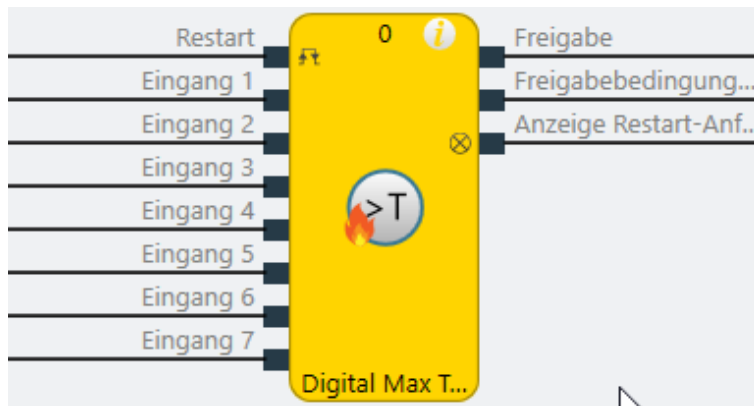 Restart
Eingang 1
Eingang 2
Eingang 3
Eingang 4
Eingang 5
Eingang 6
Eingang 7
0
i
>T
Digital Max T...
Freigabe
Freigabebedingung...
Anzeige Restart-Anf...